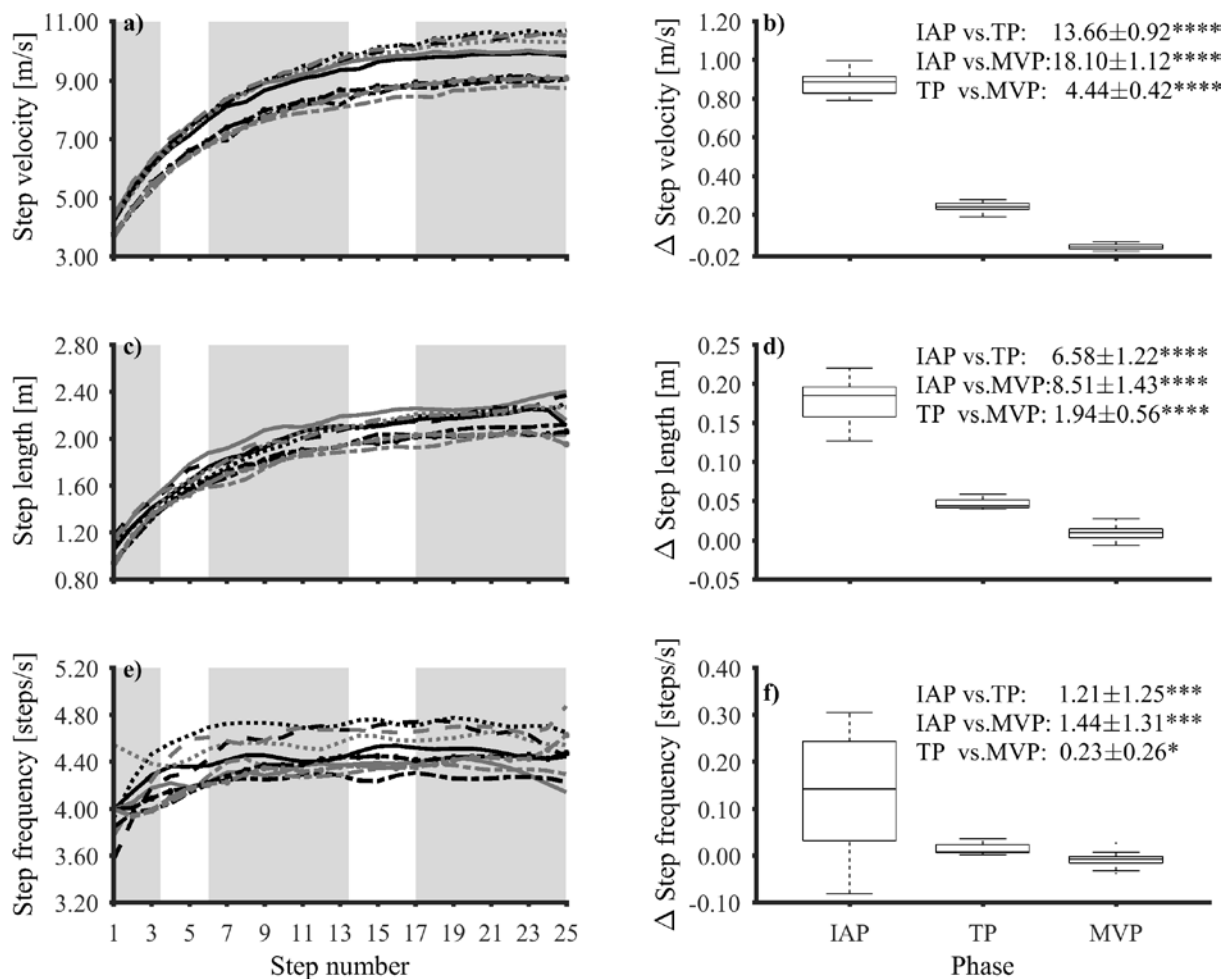 a)
Step velocity [m/s]
11.00
9.00
7.00
5.00
3.00
b)
Δ Step velocity [m/s]
1.20
1.00
0.80
0.40
0.20
-0.02
IAP vs.TP: 13.66±0.92****
IAP vs.MVP:18.10±1.12****
TP vs.MVP: 4.44±0.42****
c)
Step length [m]
2.80
2.40
2.00
1.60
1.20
0.80
d)
Δ Step length [m]
0.25
0.20
0.15
0.10
0.05
0.00
-0.05
IAP vs.TP: 6.58±1.22****
IAP vs.MVP:8.51±1.43****
TP vs.MVP: 1.94±0.56****
e)
Step frequency [steps/s]
5.20
4.80
4.40
4.00
3.60
3.20
1 3 5 7 9 11 13 15 17 19 21 23 25
Step number
f)
Δ Step frequency [steps/s]
0.40
0.30
0.20
0.10
0.00
-0.10
IAP vs.TP: 1.21±1.25***
IAP vs.MVP: 1.44±1.31***
TP vs.MVP: 0.23±0.26*
IAP TP MVP
Phase